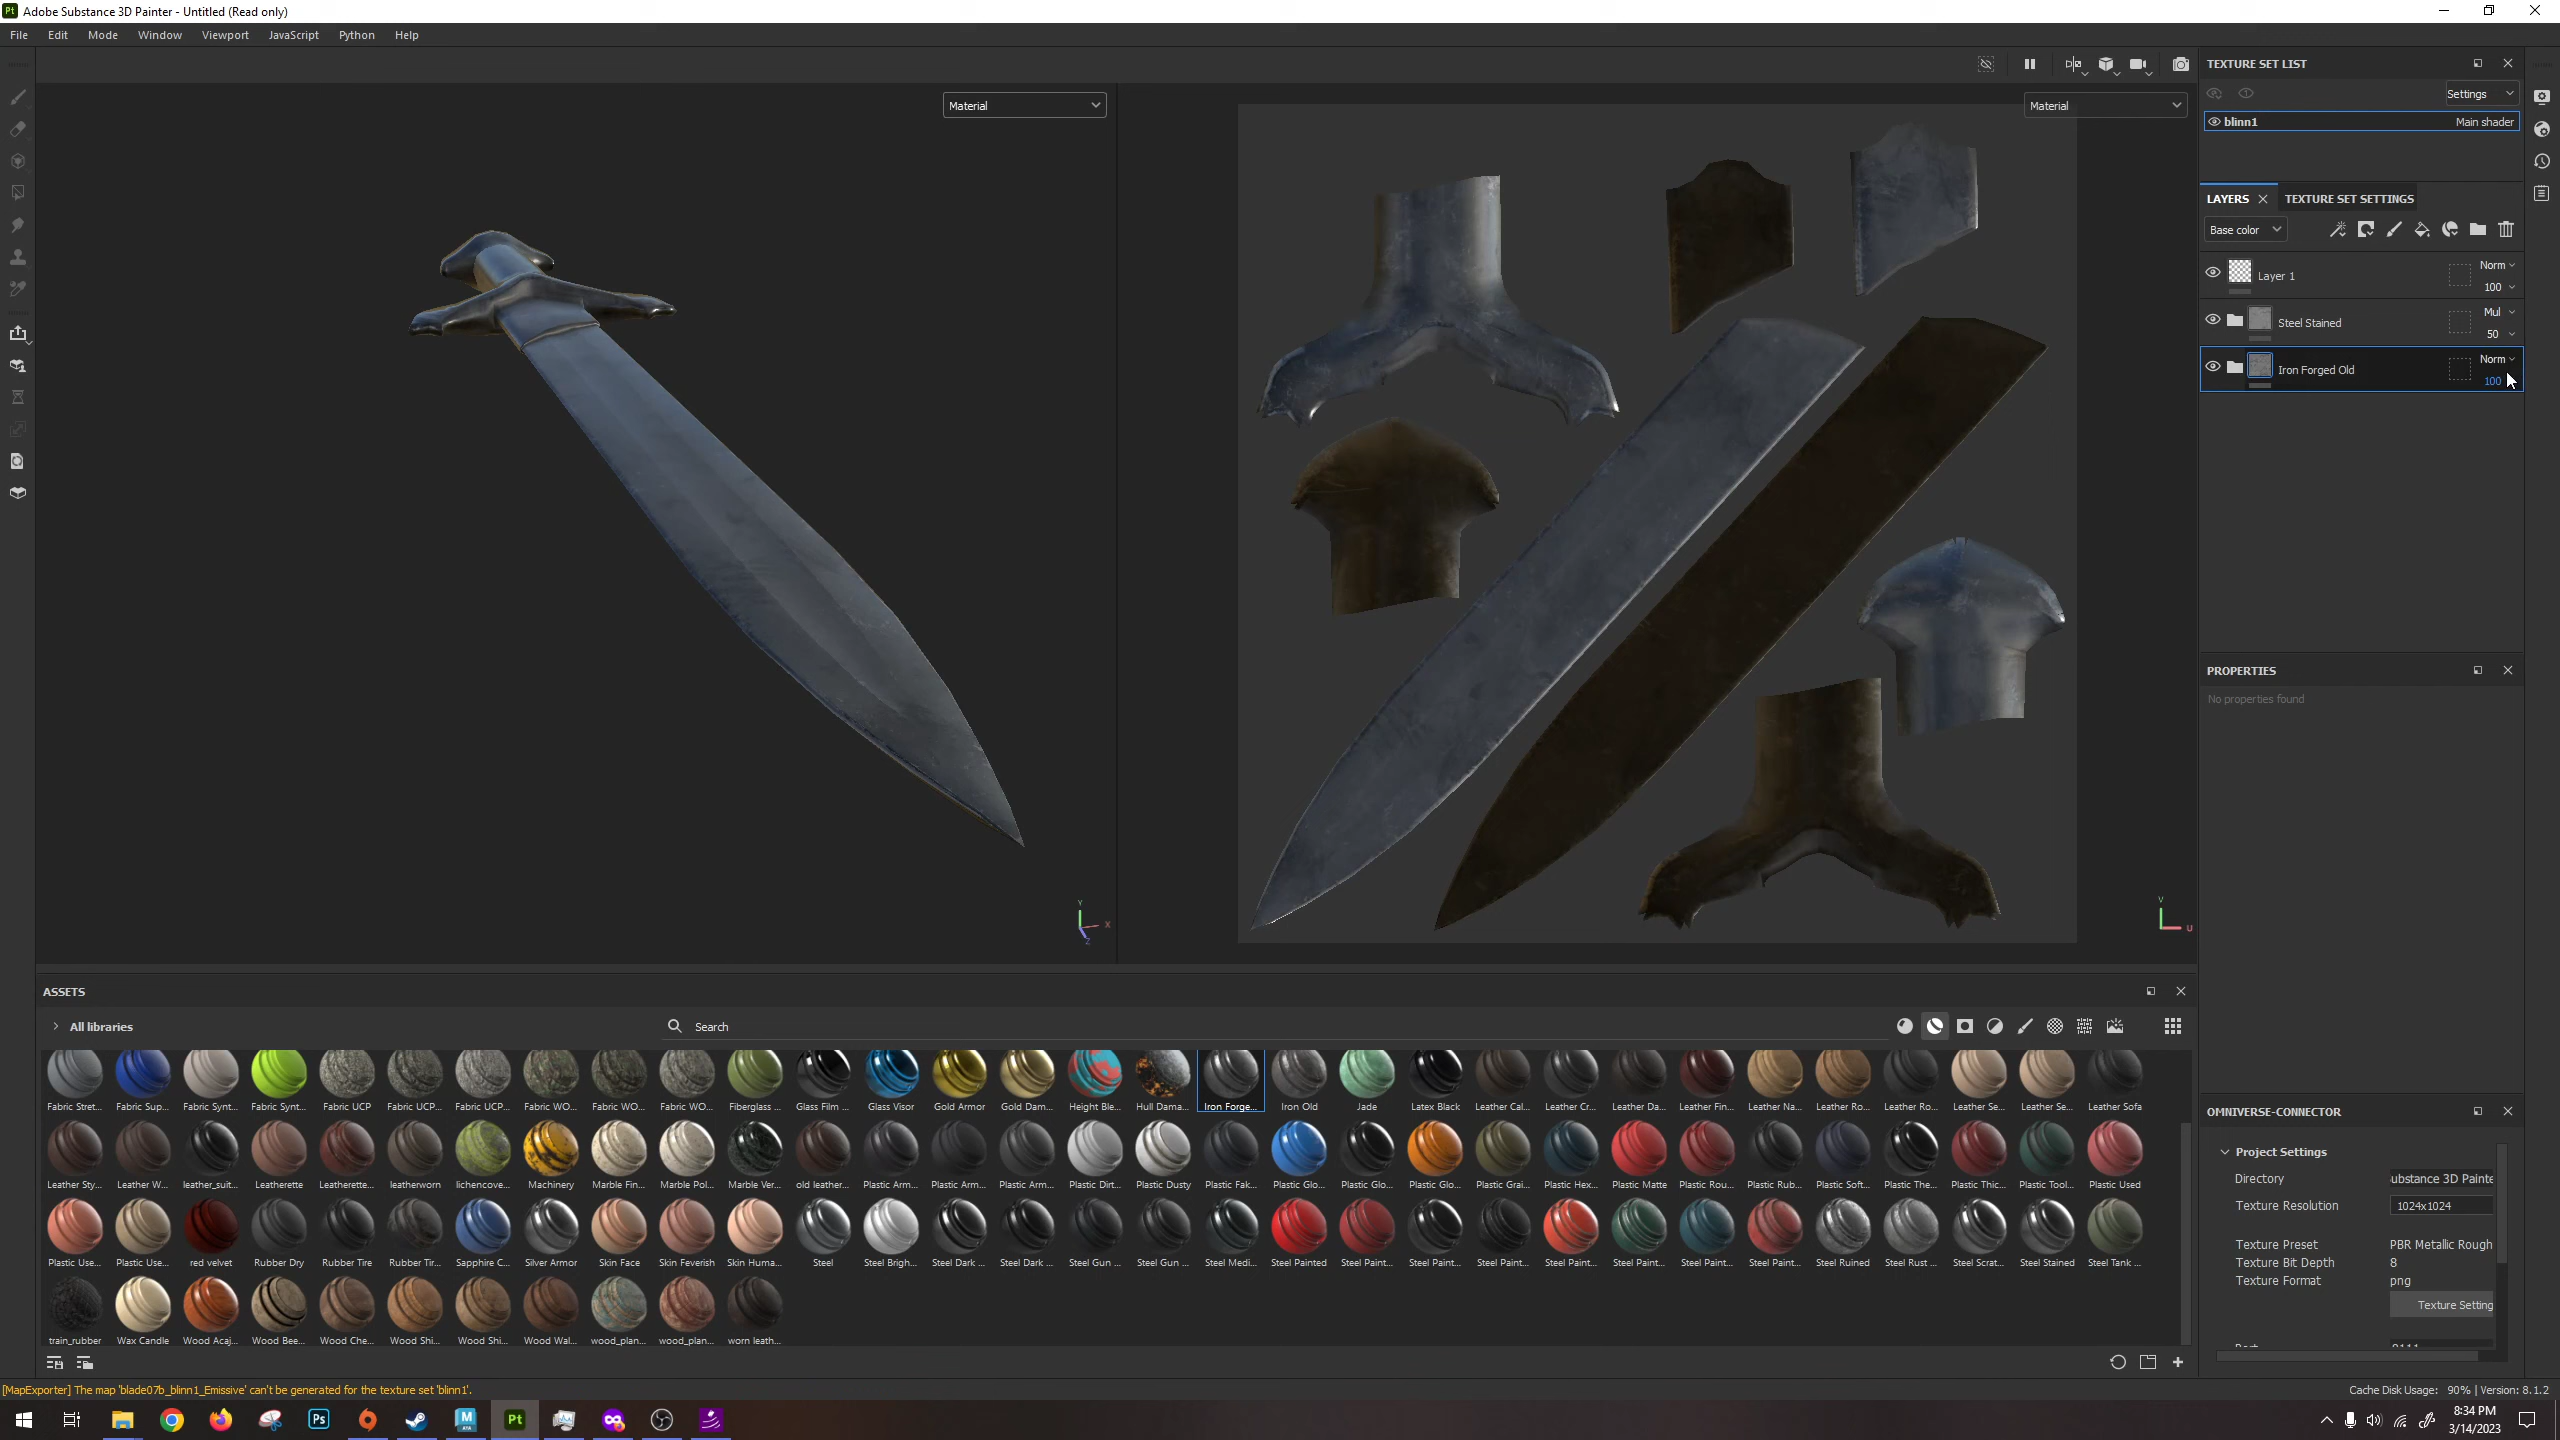 Pt Adobe Substance 3D Painter - Untitled (Read only)
File Edit Mode Window Viewport JavaScript Python Help
Material
Material
TEXTURE SET LIST
Settings
blinn1 Main shader
LAYERS TEXTURE SET SETTINGS
Base color
Layer 1 Norm 100
Steel Stained Mul 50
Iron Forged Old Norm 100
PROPERTIES
No properties found
Y X Z
V U
ASSETS
All libraries Search
Fabric Stret... Fabric Sup... Fabric Synt... Fabric Synt... Fabric UCP Fabric UCP... Fabric UCP... Fabric WO... Fabric WO... Fabric WO... Fiberglass ... Glass Film ... Glass Visor Gold Armor Gold Dam... Height Ble... Hull Dama... Iron Forge... Iron Old Jade Latex Black Leather Cal... Leather Cr... Leather Da... Leather Fin... Leather Na... Leather Ro... Leather Ro... Leather Se... Leather Se... Leather Sofa
Leather Sty... Leather W... leather_suit... Leatherette Leatherette... leatherworn lichencove... Machinery Marble Fin... Marble Pol... Marble Ver... old leather... Plastic Arm... Plastic Arm... Plastic Arm... Plastic Dirt... Plastic Dusty Plastic Fak... Plastic Glo... Plastic Glo... Plastic Glo... Plastic Grai... Plastic Hex... Plastic Matte Plastic Rou... Plastic Rub... Plastic Soft... Plastic The... Plastic Thic... Plastic Tool... Plastic Used
Plastic Use... Plastic Use... red velvet Rubber Dry Rubber Tire Rubber Tir... Sapphire C... Silver Armor Skin Face Skin Feverish Skin Huma... Steel Steel Brigh... Steel Dark ... Steel Dark ... Steel Gun ... Steel Gun ... Steel Medi... Steel Painted Steel Paint... Steel Paint... Steel Paint... Steel Paint... Steel Paint... Steel Paint... Steel Paint... Steel Ruined Steel Rust ... Steel Scrat... Steel Stained Steel Tank ...
train_rubber Wax Candle Wood Acaj... Wood Bee... Wood Che... Wood Shi... Wood Shi... Wood Wal... wood_plan... wood_plan... worn leath...
OMNIVERSE-CONNECTOR
Project Settings
Directory ubstance 3D Painte
Texture Resolution 1024x1024
Texture Preset PBR Metallic Rough
Texture Bit Depth 8
Texture Format png
Texture Setting
[MapExporter] The map 'blade07b_blinn1_Emissive' can't be generated for the texture set 'blinn1'.
Cache Disk Usage: 90% | Version: 8.1.2
Ps M Pt
8:34 PM
3/14/2023